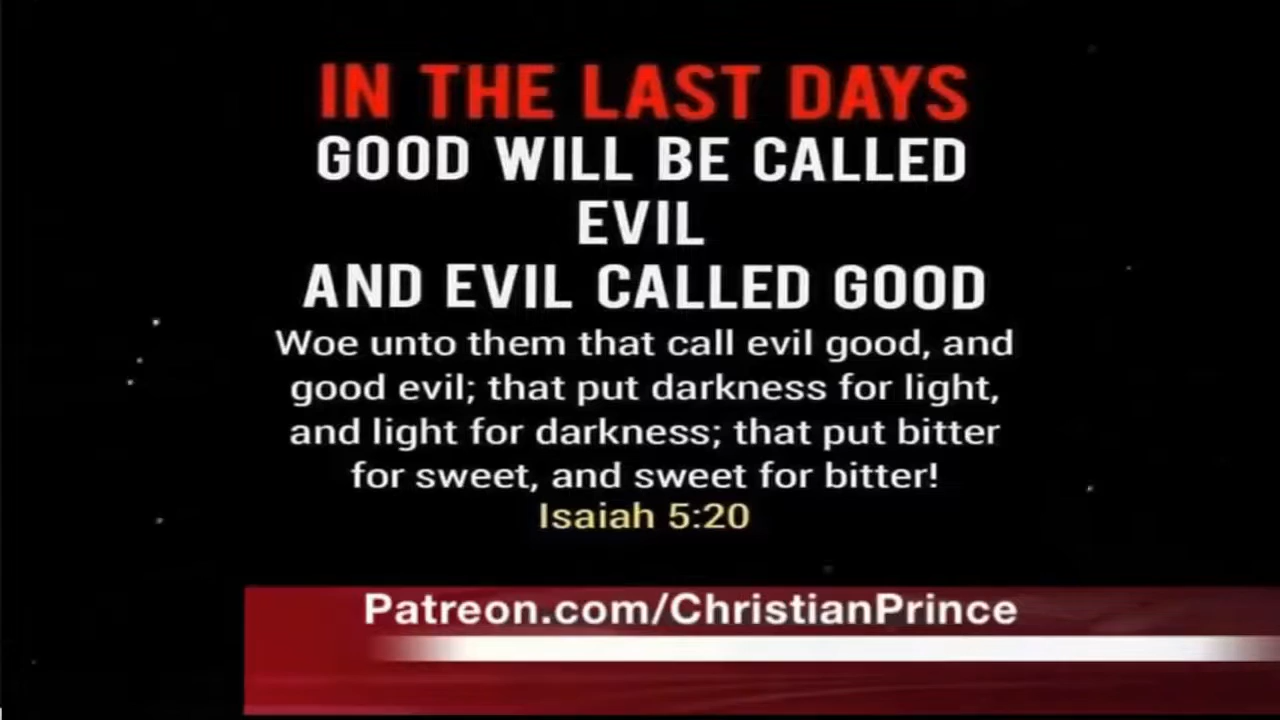 IN THE LAST DAYS
GOOD WILL BE CALLED
EVIL
AND EVIL CALLED GOOD
Woe unto them that call evil good, and
good evil; that put darkness for light,
and light for darkness; that put bitter
for sweet, and sweet for bitter!
Isaiah 5:20
Patreon.com/ChristianPrince